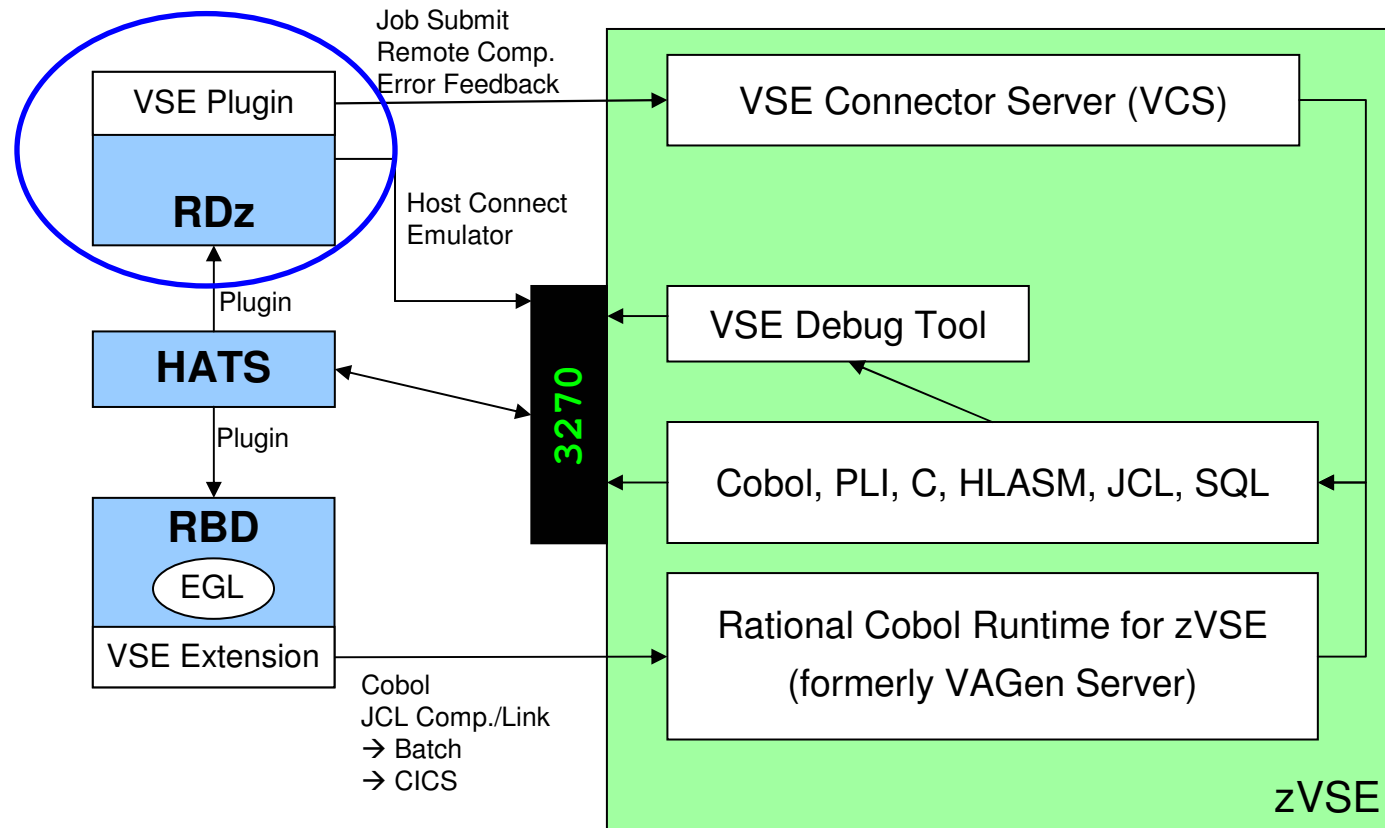 Job Submit
Remote Comp.
Error Feedback
VSE Plugin
RDz
VSE Connector Server (VCS)
Host Connect
Emulator
Plugin
HATS
Plugin
3270
VSE Debug Tool
Cobol, PLI, C, HLASM, JCL, SQL
RBD
EGL
VSE Extension
Rational Cobol Runtime for zVSE
(formerly VAGen Server)
Cobol
JCL Comp./Link
→ Batch
→ CICS
zVSE